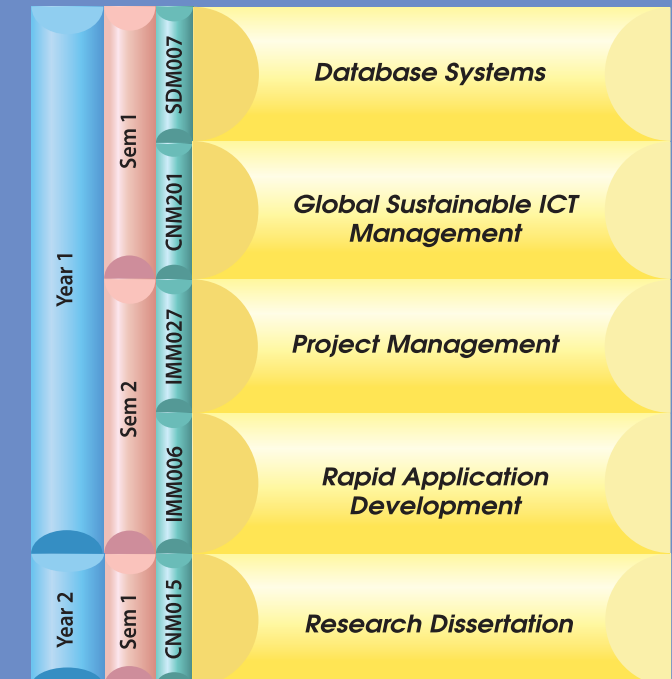 Year 1
Sem 1
SDM007
Database Systems
CNM201
Global Sustainable ICT
Management
Sem 2
IMM027
Project Management
IMM006
Rapid Application
Development
Year 2
Sem 1
CNM015
Research Dissertation